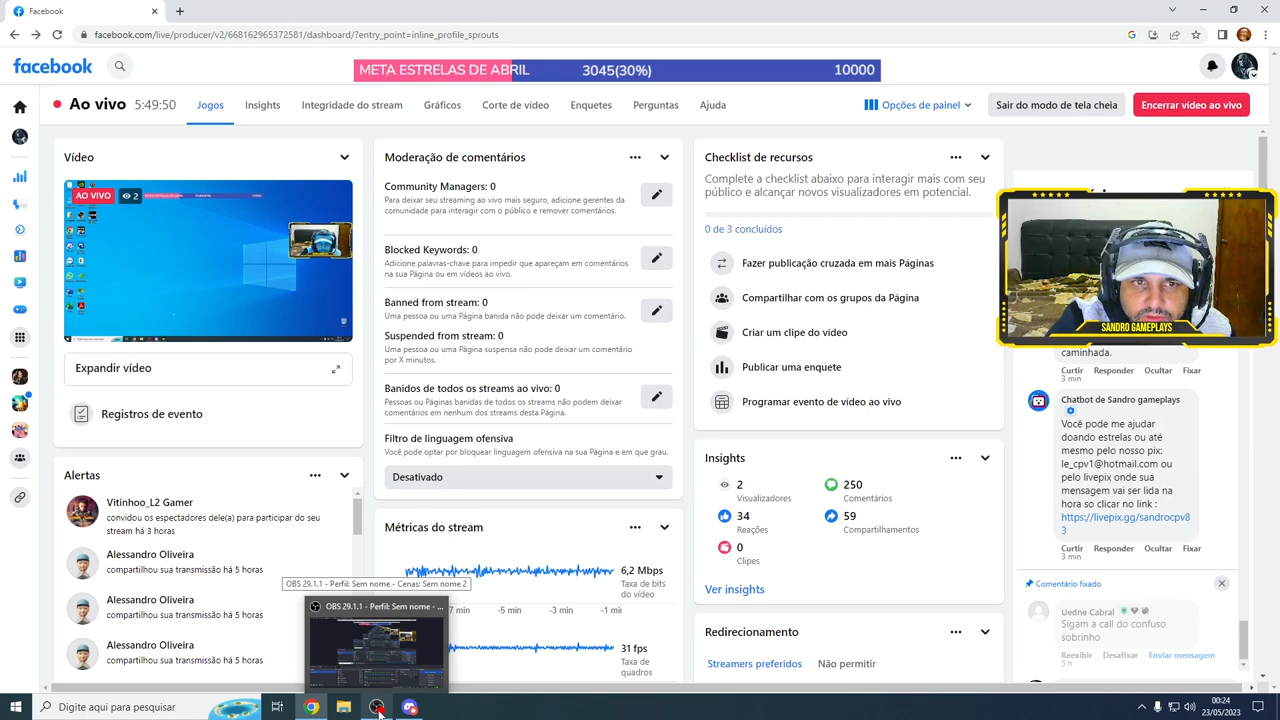 Facebook
facebook.com/live/producer/v2/668162965372581/dashboard/?entry_point=inline_profile_sprouts
facebook
META ESTRELAS DE ABRIL
3045(30%)
10000
Ao vivo 5:49:50
Jogos
Insights
Integridade do stream
Gráficos
Corte de vídeo
Enquetes
Perguntas
Ajuda
Opções de painel
Sair do modo de tela cheia
Encerrar vídeo ao vivo
Vídeo
AO VIVO
2
Expandir vídeo
Registros de evento
Alertas
Vitinhoo_L2 Gamer
convidou os espectadores dele(a) para participar do seu
stream há 3 horas
Alessandro Oliveira
compartilhou sua transmissão há 5 horas
Alessandro Oliveira
compartilhou sua transmissão há 5 horas
Alessandro Oliveira
compartilhou sua transmissão há 5 horas
Moderação de comentários
Community Managers: 0
Para deixar seu streaming ao vivo mais seguro, adicione gerentes da
comunidade para interagir com o público e remover comentários.
Blocked Keywords: 0
Adicione palavras-chave para impedir que apareçam em comentários
na sua Página ou em vídeos ao vivo.
Banned from stream: 0
Uma pessoa ou uma Página banida não pode deixar um comentário.
Suspended from stream: 0
Uma pessoa ou uma Página suspensa não pode deixar um comentário
por X minutos.
Banidos de todos os streams ao vivo: 0
Pessoas ou Páginas banidas de todos os streams não podem deixar
comentários em nenhum dos streams desta Página.
Filtro de linguagem ofensiva
Você pode optar por bloquear linguagem ofensiva na sua Página e em que grau.
Desativado
Métricas do stream
6,2 Mbps
Taxa de bits
do vídeo
7 min
-5 min
-3 min
-1 min
31 fps
Taxa de
quadros
OBS 29.1.1 - Perfil: Sem nome - Cenas: Sem nome 2
OBS 29.1.1 - Perfil: Sem nome - ...
Checklist de recursos
Complete a checklist abaixo para interagir mais com seu
público e alcançar novos visualizadores em potencial.
0 de 3 concluídos
Fazer publicação cruzada em mais Páginas
Compartilhar com os grupos da Página
Criar um clipe do vídeo
Publicar uma enquete
Programar evento de vídeo ao vivo
Insights
2
Visualizadores
250
Comentários
34
Reações
59
Compartilhamentos
0
Clipes
Ver insights
Redirecionamento
Streamers preferidos
Não permitir
SANDRO GAMEPLAYS
caminhada.
Curtir Responder Ocultar Fixar
3 min
Chatbot de Sandro gameplays
Você pode me ajudar
doando estrelas ou até
mesmo pelo nosso pix:
le_cpv1@hotmail.com ou
pelo livepix onde sua
mensagem vai ser lida na
hora so clicar no link :
https://livepix.gg/sandrocpv8
3
Curtir Responder Ocultar Fixar
3 min
Comentário fixado
Uedne Cabral
Sigam a call do confuso
sobrinho
Reexibir Desafixar Enviar mensagem
5 h
Digite aqui para pesquisar
00:24
23/05/2023